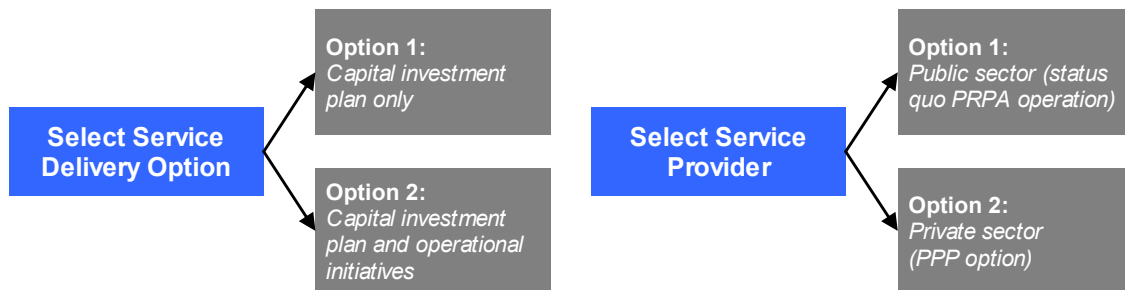 Select Service
Delivery Option
Option 1:
Capital investment
plan only
Option 2:
Capital investment
plan and operational
initiatives
Select Service
Provider
Option 1:
Public sector (status
quo PRPA operation)
Option 2:
Private sector
(PPP option)